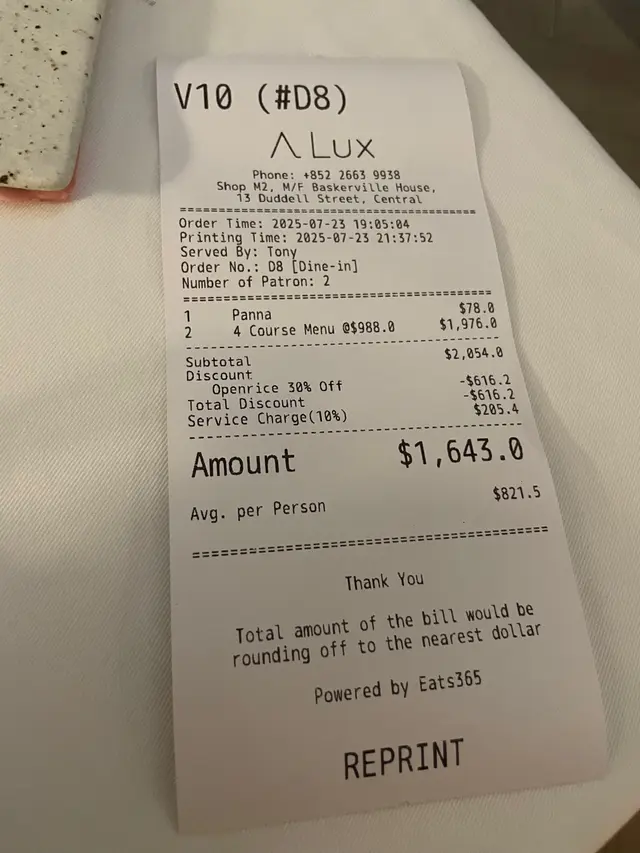 V10 (#D8)
Λ LUX
Phone: +852 2663 9938
Shop M2, M/F Baskerville House,
13 Duddell Street, Central
==========================================
Order Time: 2025-07-23 19:05:04
Printing Time: 2025-07-23 21:37:52
Served By: Tony
Order No.: D8 [Dine-in]
Number of Patron: 2
==========================================
1 Panna $78.0
2 4 Course Menu @$988.0 $1,976.0
------------------------------------------
Subtotal $2,054.0
Discount
Openrice 30% Off -$616.2
Total Discount -$616.2
Service Charge(10%) $205.4
------------------------------------------
Amount $1,643.0
Avg. per Person $821.5
==========================================
Thank You
Total amount of the bill would be
rounding off to the nearest dollar
Powered by Eats365
REPRINT